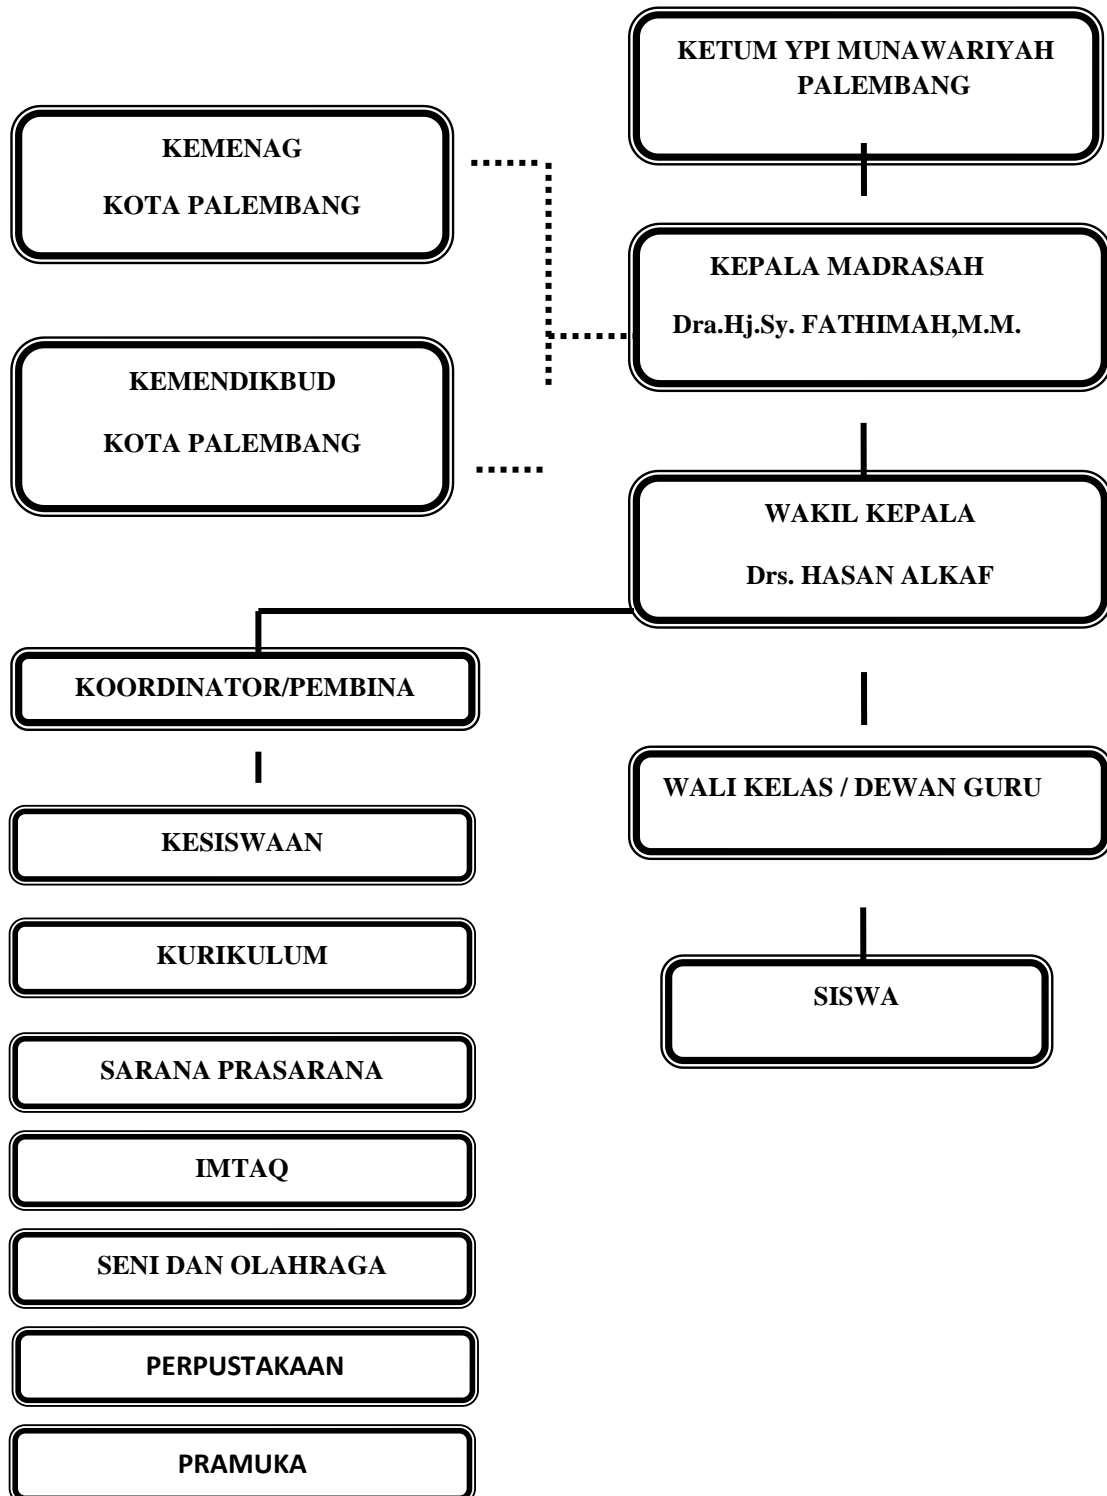 KETUM YPI MUNAWARIYAH
PALEMBANG
KEMENAG
KOTA PALEMBANG
KEPALA MADRASAH
Dra.Hj.Sy. FATHIMAH,M.M.
KEMENDIKBUD
KOTA PALEMBANG
WAKIL KEPALA
Drs. HASAN ALKAF
KOORDINATOR/PEMBINA
WALI KELAS / DEWAN GURU
KESISWAAN
KURIKULUM
SISWA
SARANA PRASARANA
IMTAQ
SENI DAN OLAHRAGA
PERPUSTAKAAN
PRAMUKA